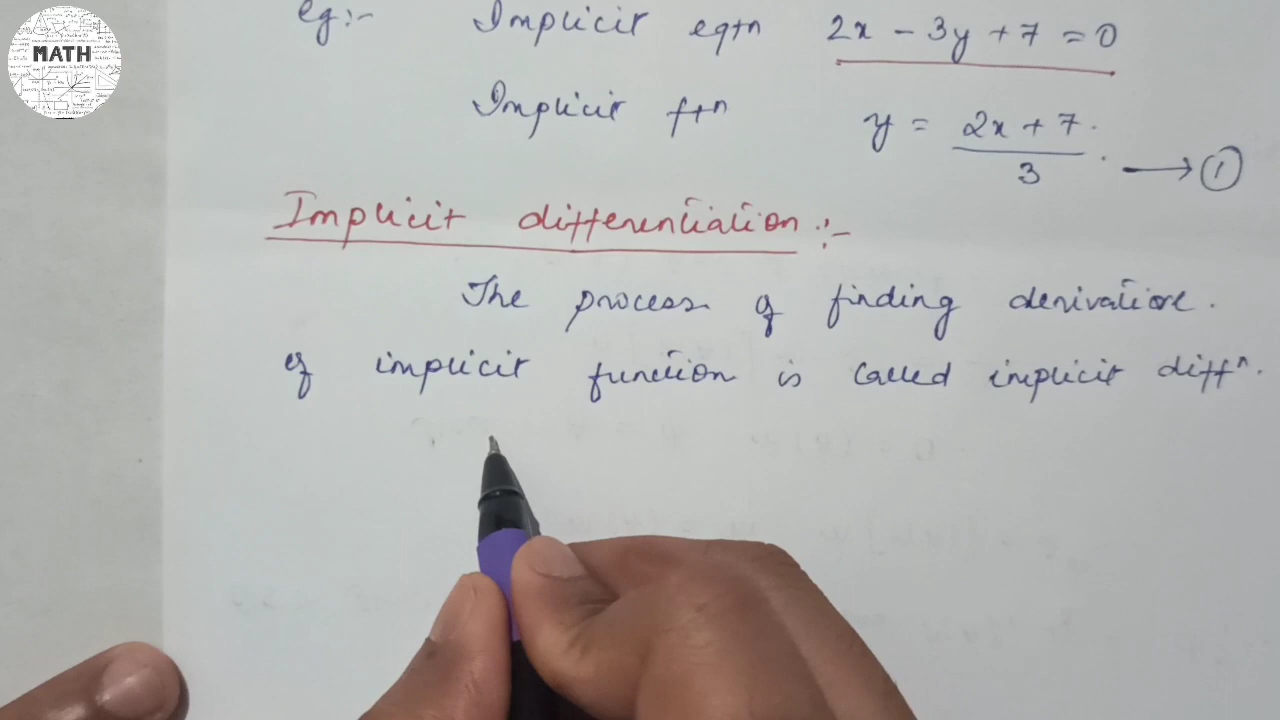 MATH
eg:- Implicit eqtn 2x - 3y + 7 = 0
Implicit ftⁿ y = 2x + 7 / 3 → ①
Implicit differentiation :-
The process of finding derivative.
of implicit function is called implicit diffⁿ.